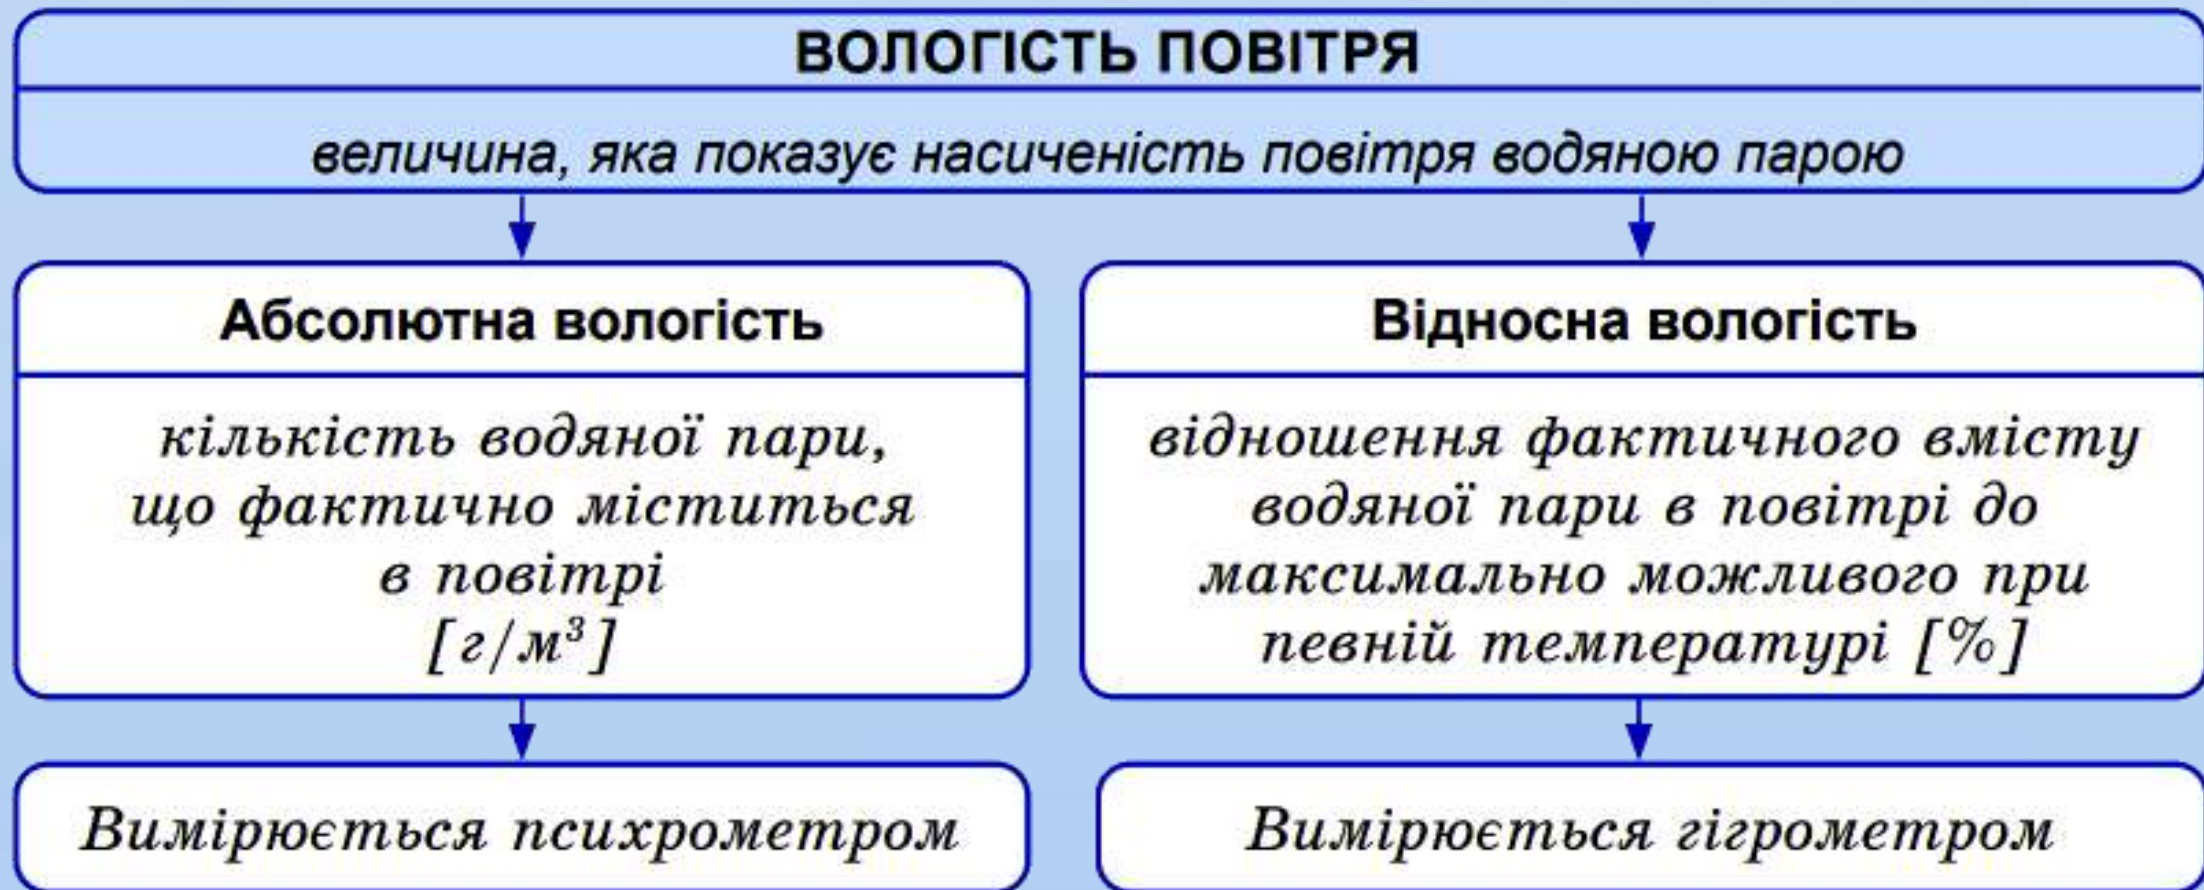 ВОЛОГІСТЬ ПОВІТРЯ
величина, яка показує насиченість повітря водяною парою
Абсолютна вологість
кількість водяної пари,
що фактично міститься
в повітрі
[г/м³]
Вимірюється психрометром
Відносна вологість
відношення фактичного вмісту
водяної пари в повітрі до
максимально можливого при
певній температурі [%]
Вимірюється гігрометром